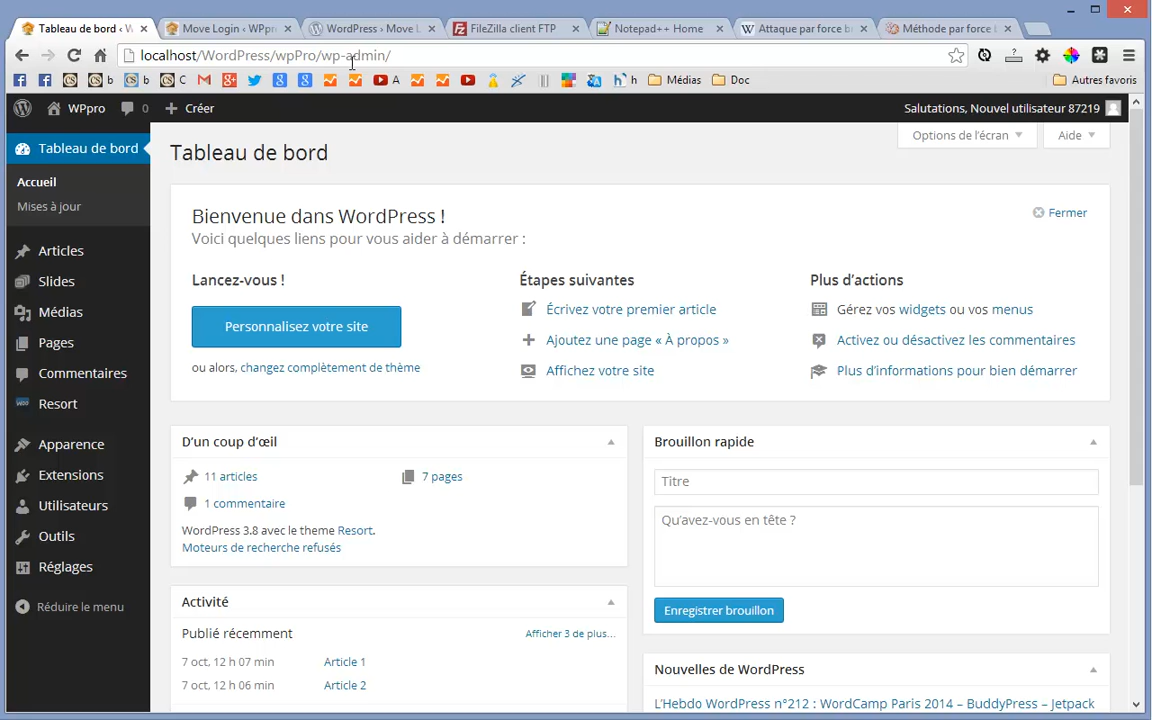 Tableau de bord ‹ W
Move Login ‹ WPpro
WordPress › Move L
FileZilla client FTP
Notepad++ Home
Attaque par force b
Méthode par force
localhost/WordPress/wpPro/wp-admin/
b
b
C
A
h
Médias
Doc
Autres favoris
WPpro
0
Créer
Salutations, Nouvel utilisateur 87219
Tableau de bord
Accueil
Mises à jour
Articles
Slides
Médias
Pages
Commentaires
Resort
Apparence
Extensions
Utilisateurs
Outils
Réglages
Réduire le menu
Options de l’écran
Aide
Tableau de bord
Bienvenue dans WordPress !
Fermer
Voici quelques liens pour vous aider à démarrer :
Lancez-vous !
Personnalisez votre site
ou alors, changez complètement de thème
Étapes suivantes
Écrivez votre premier article
Ajoutez une page « À propos »
Affichez votre site
Plus d’actions
Gérez vos widgets ou vos menus
Activez ou désactivez les commentaires
Plus d’informations pour bien démarrer
D’un coup d’œil
11 articles
7 pages
1 commentaire
WordPress 3.8 avec le theme Resort.
Moteurs de recherche refusés
Activité
Publié récemment
Afficher 3 de plus...
7 oct, 12 h 07 min Article 1
7 oct, 12 h 06 min Article 2
Brouillon rapide
Titre
Qu’avez-vous en tête ?
Enregistrer brouillon
Nouvelles de WordPress
L’Hebdo WordPress n°212 : WordCamp Paris 2014 – BuddyPress – Jetpack